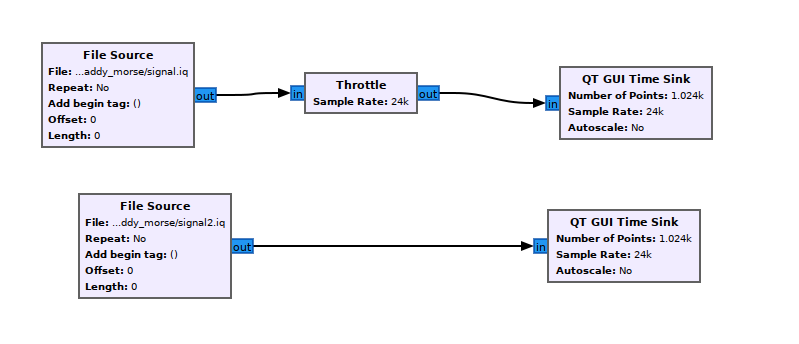 File Source
File: ...addy_morse/signal.iq
Repeat: No
Add begin tag: ()
Offset: 0
Length: 0
out
in
Throttle
Sample Rate: 24k
out
in
QT GUI Time Sink
Number of Points: 1.024k
Sample Rate: 24k
Autoscale: No
File Source
File: ...ddy_morse/signal2.iq
Repeat: No
Add begin tag: ()
Offset: 0
Length: 0
out
in
QT GUI Time Sink
Number of Points: 1.024k
Sample Rate: 24k
Autoscale: No